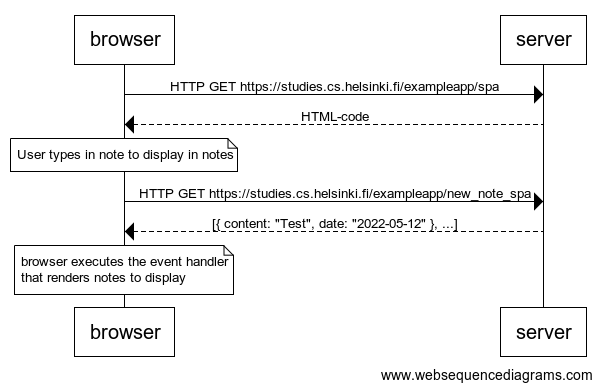 browser
server
HTTP GET https://studies.cs.helsinki.fi/exampleapp/spa
HTML-code
User types in note to display in notes
HTTP GET https://studies.cs.helsinki.fi/exampleapp/new_note_spa
[{ content: "Test", date: "2022-05-12" }, ...]
browser executes the event handler
that renders notes to display
browser
server
www.websequencediagrams.com